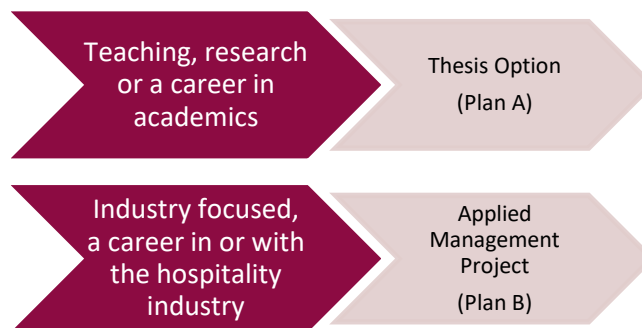 Teaching, research
or a career in
academics
Thesis Option
(Plan A)
Industry focused,
a career in or with
the hospitality
industry
Applied
Management
Project
(Plan B)